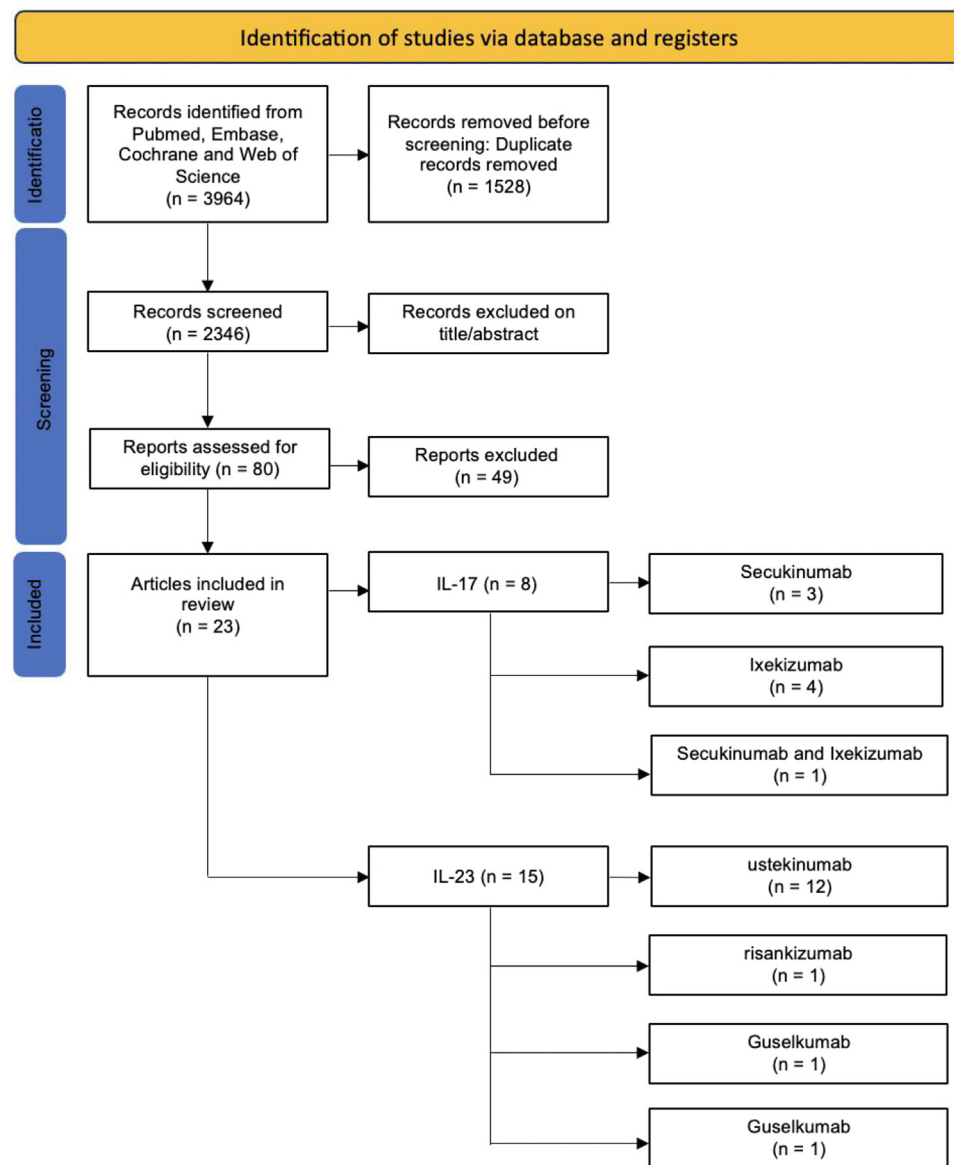 Identification of studies via database and registers
Identificatio
Records identified from
Pubmed, Embase,
Cochrane and Web of
Science
(n = 3964)
Records removed before
screening: Duplicate
records removed
(n = 1528)
Screening
Records screened
(n = 2346)
Records excluded on
title/abstract
Reports assessed for
eligibility (n = 80)
Reports excluded
(n = 49)
Included
Articles included in
review
(n = 23)
IL-17 (n = 8)
Secukinumab
(n = 3)
Ixekizumab
(n = 4)
Secukinumab and Ixekizumab
(n = 1)
IL-23 (n = 15)
ustekinumab
(n = 12)
risankizumab
(n = 1)
Guselkumab
(n = 1)
Guselkumab
(n = 1)